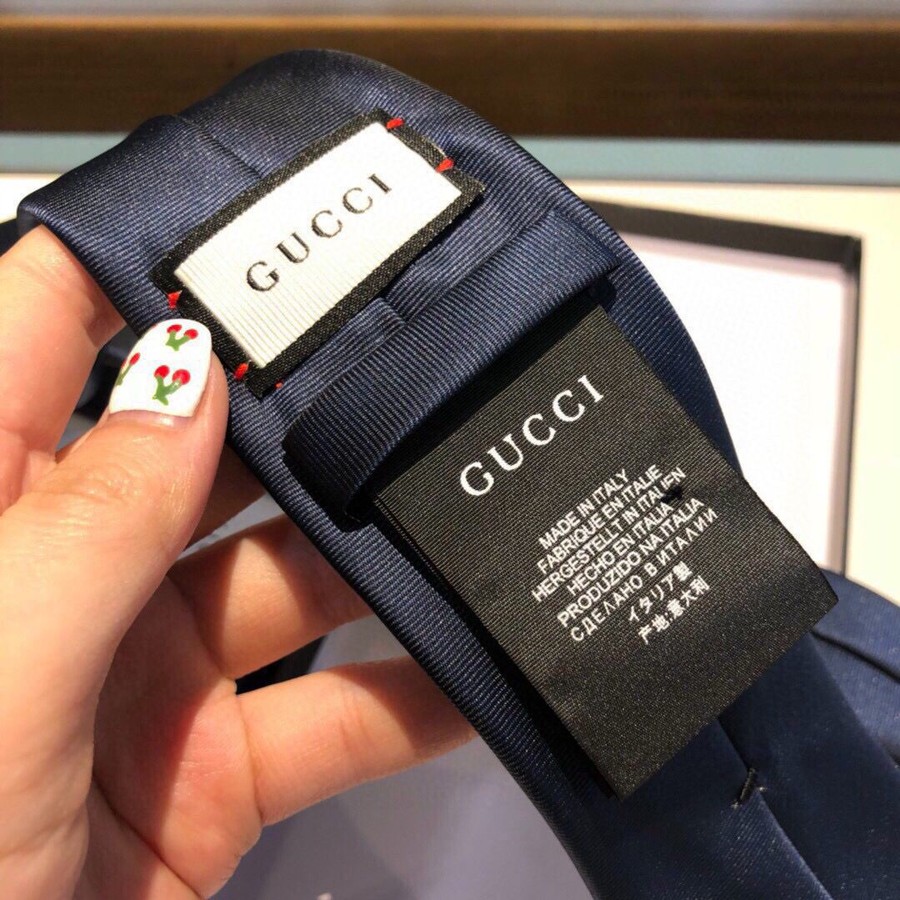 GUCCI
GUCCI
MADE IN ITALY
FABRIQUE EN ITALIE
HERGESTELLT IN ITALIEN
HECHO EN ITALIA
PRODUZIDO NA ITALIA
СДЕЛАНО В ИТАЛИИ
イタリア製
产地:意大利